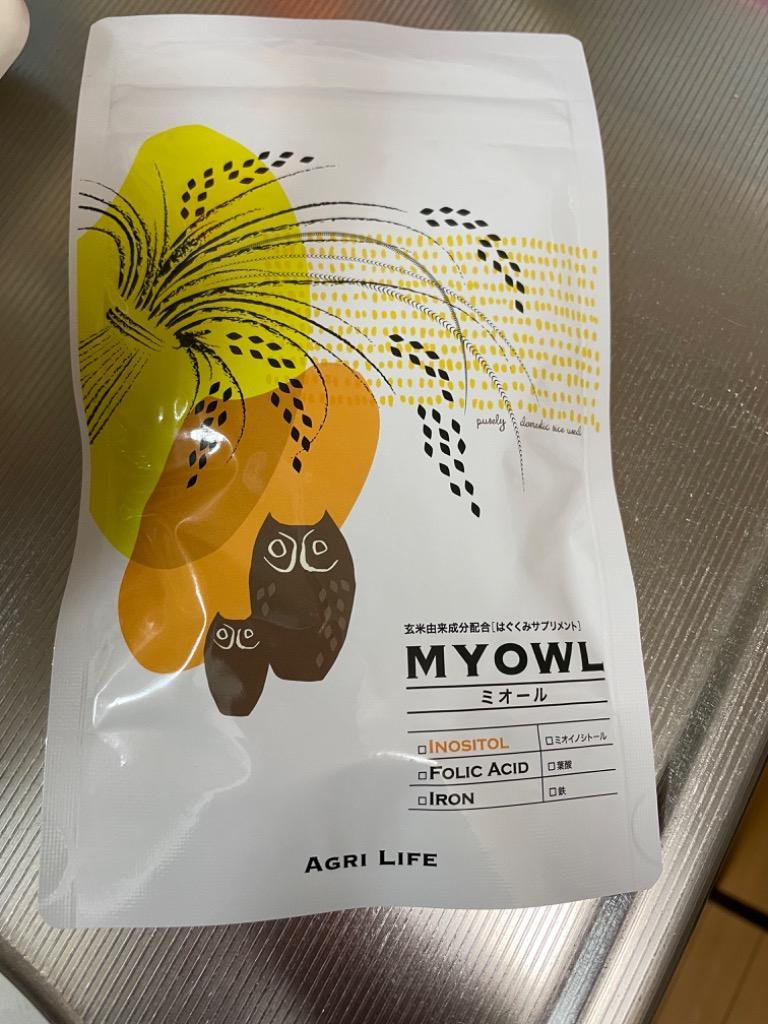 purely domestic rice used
玄米由来成分配合[はぐくみサプリメント]
MYOWL
ミオール
□INOSITOL □ミオイノシトール
□FOLIC ACID □葉酸
□IRON □鉄
AGRI LIFE